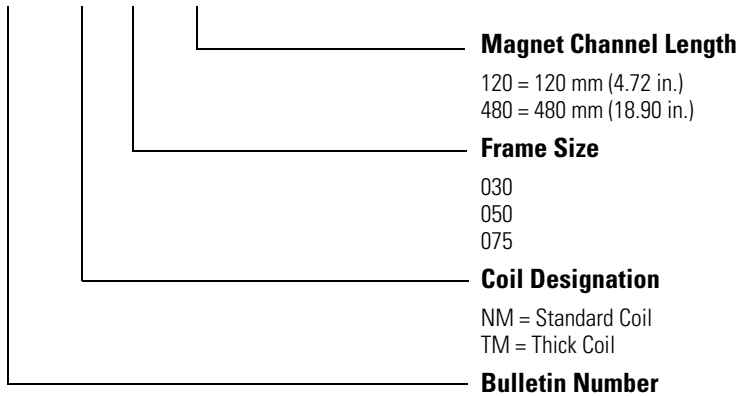 Magnet Channel Length
120 = 120 mm (4.72 in.)
480 = 480 mm (18.90 in.)
Frame Size
030
050
075
Coil Designation
NM = Standard Coil
TM = Thick Coil
Bulletin Number